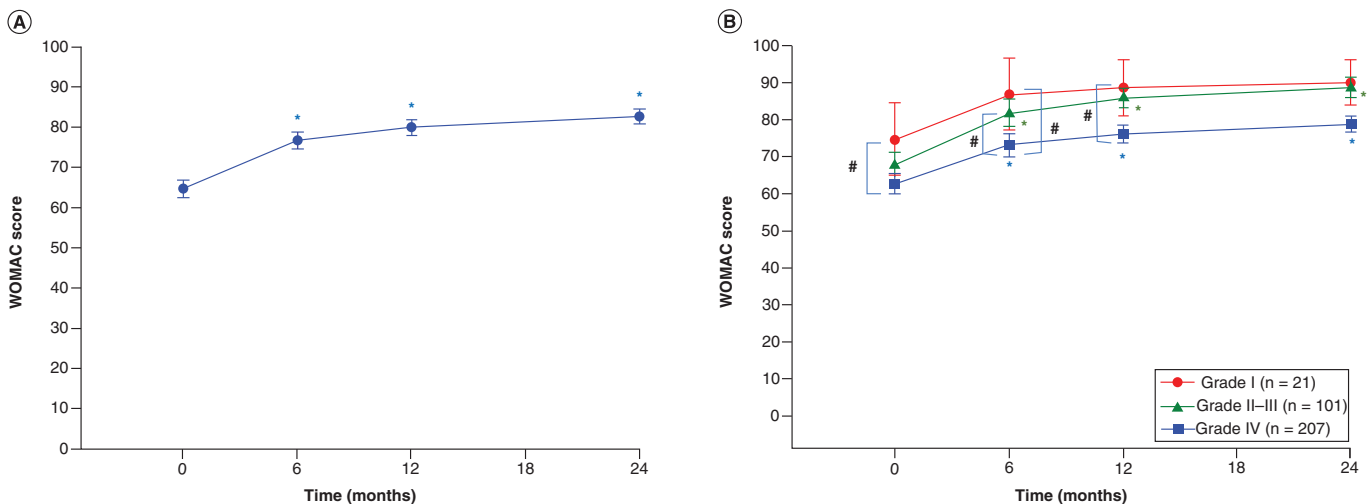 A
WOMAC score
100
90
80
70
60
50
40
30
20
10
0
* * *
0 6 12 18 24
Time (months)
B
WOMAC score
100
90
80
70
60
50
40
30
20
10
0
# # # #
* * *
* * *
Grade I (n = 21)
Grade II–III (n = 101)
Grade IV (n = 207)
0 6 12 18 24
Time (months)